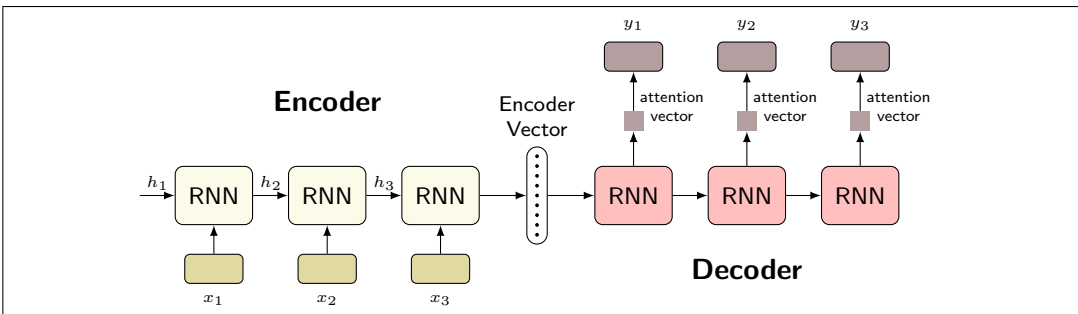 y₁ y₂ y₃
attention vector
attention vector
attention vector
Encoder
Encoder Vector
h₁ RNN h₂ RNN h₃ RNN
RNN RNN RNN
x₁ x₂ x₃
Decoder